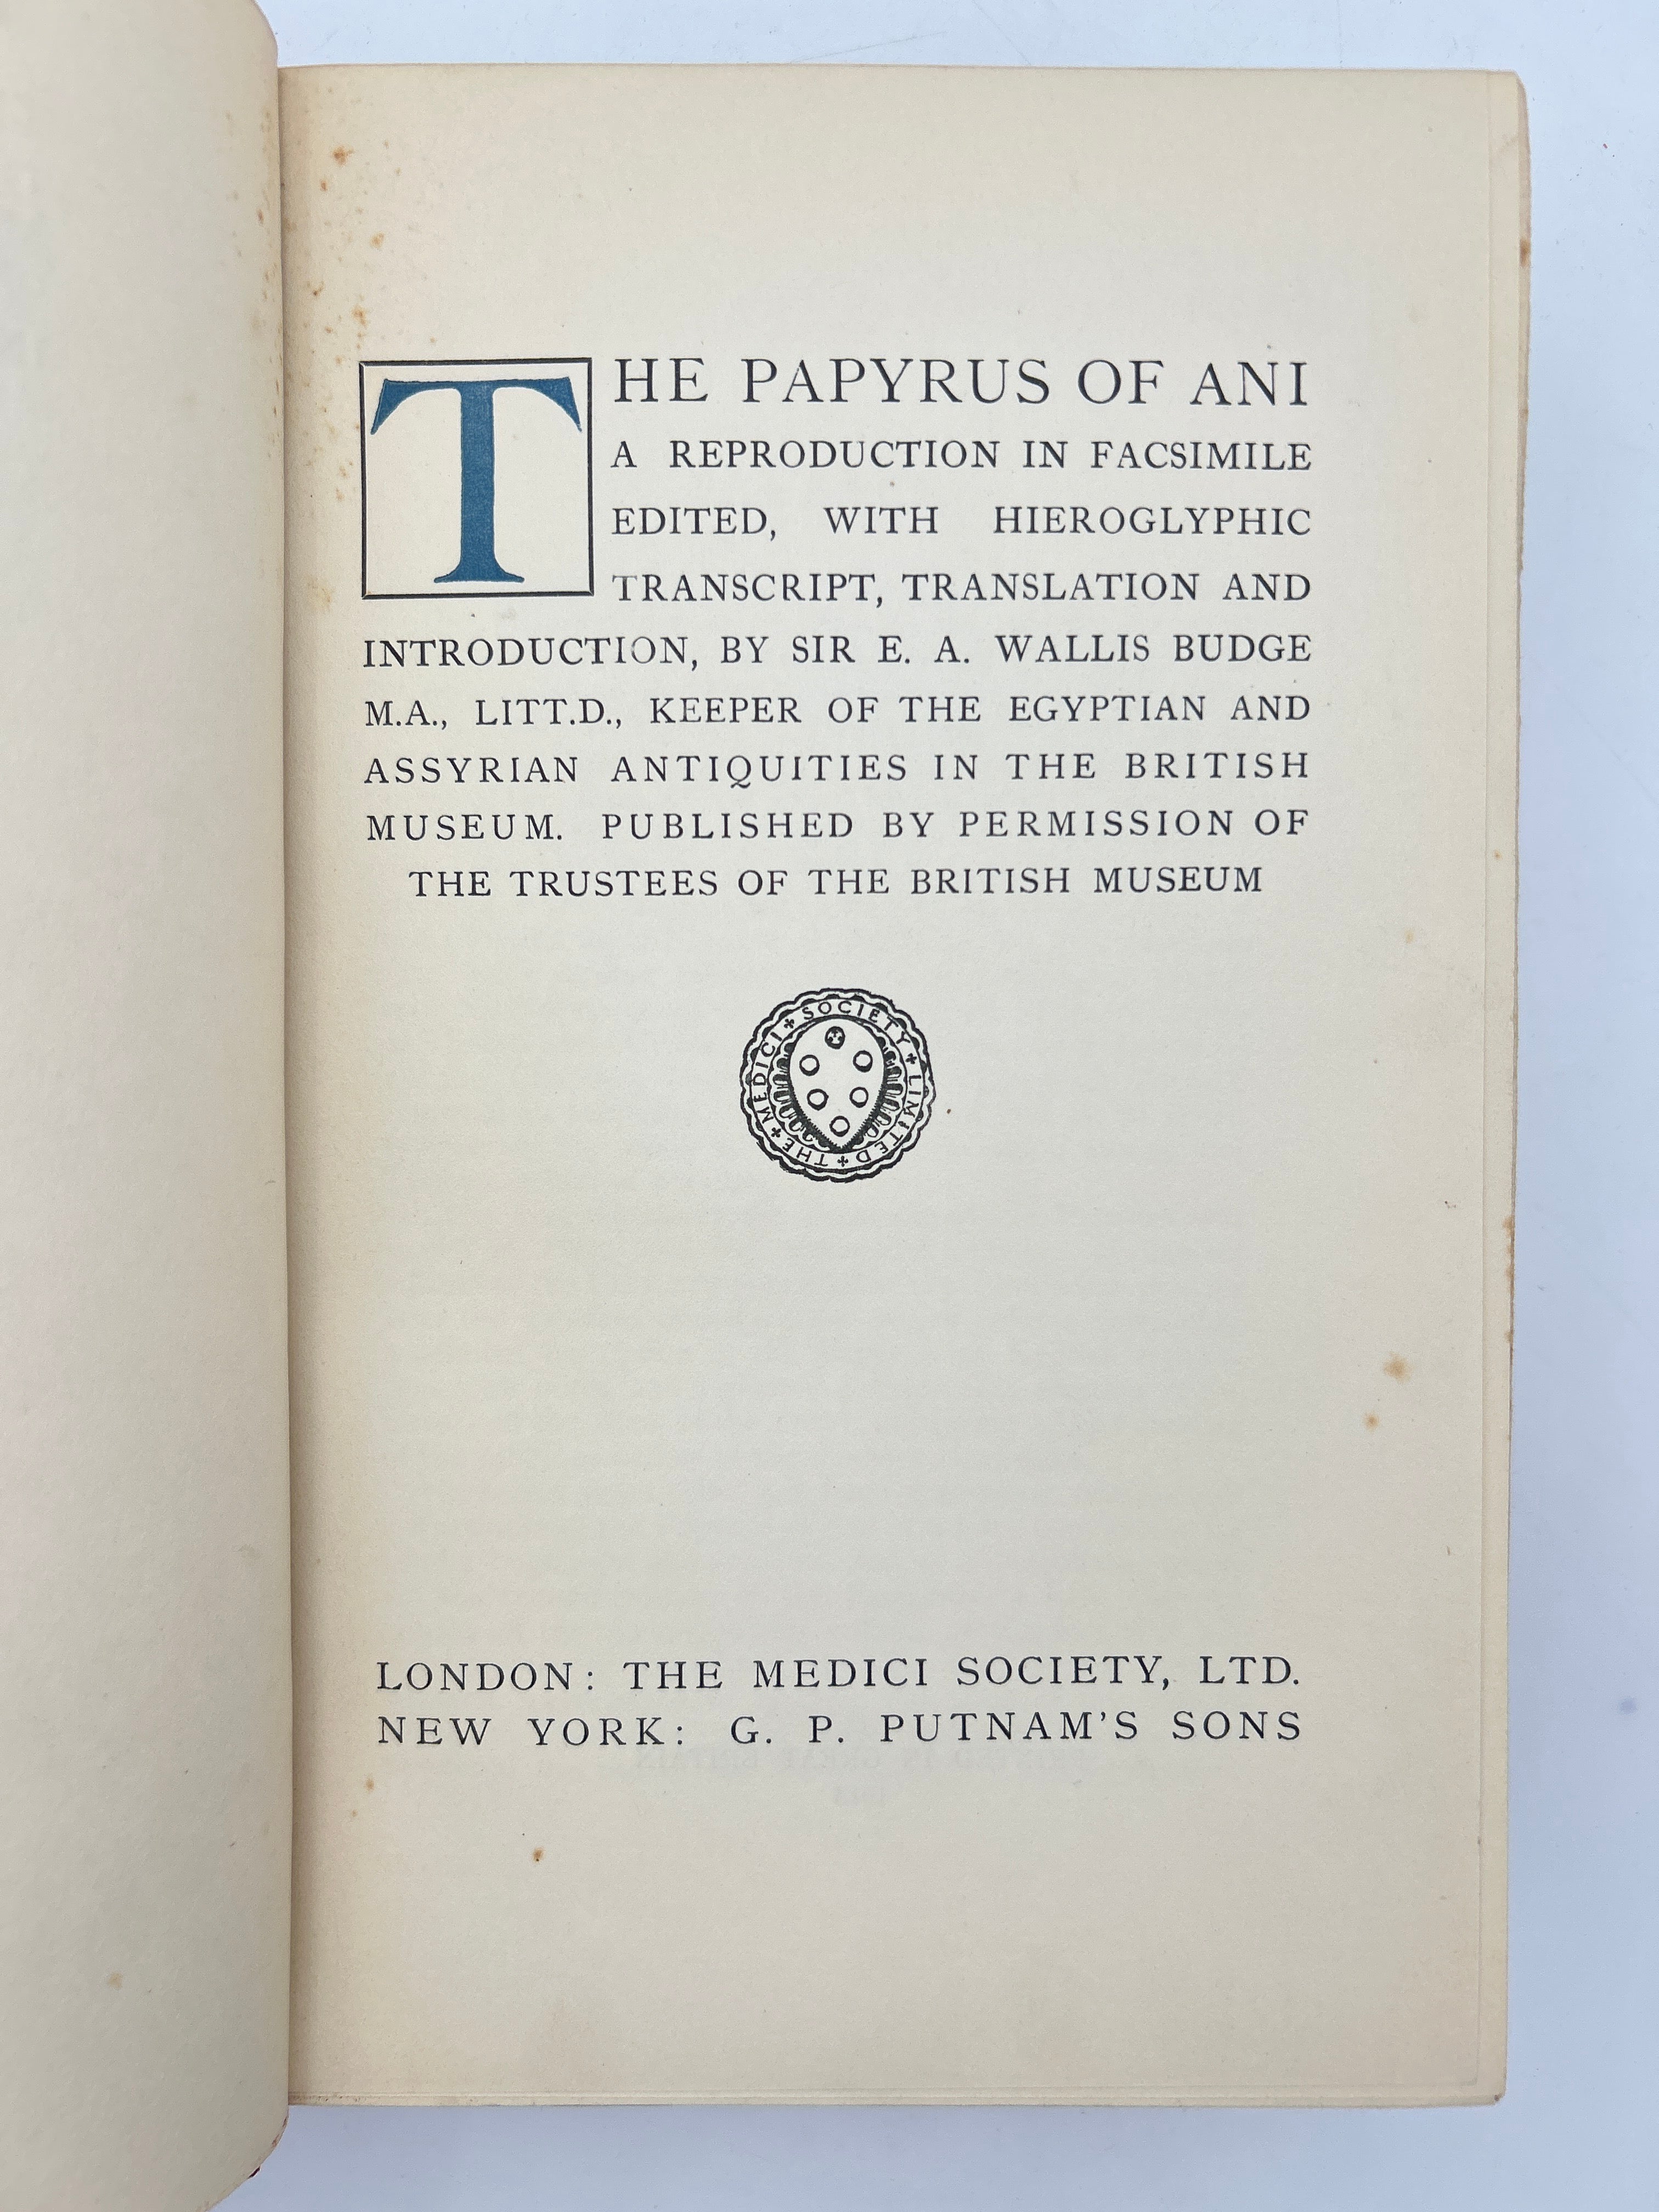 THE PAPYRUS OF ANI
A REPRODUCTION IN FACSIMILE
EDITED, WITH HIEROGLYPHIC
TRANSCRIPT, TRANSLATION AND
INTRODUCTION, BY SIR E. A. WALLIS BUDGE
M.A., LITT.D., KEEPER OF THE EGYPTIAN AND
ASSYRIAN ANTIQUITIES IN THE BRITISH
MUSEUM. PUBLISHED BY PERMISSION OF
THE TRUSTEES OF THE BRITISH MUSEUM
THE + MEDICI + SOCIETY + LIMITED +
LONDON: THE MEDICI SOCIETY, LTD.
NEW YORK: G. P. PUTNAM'S SONS